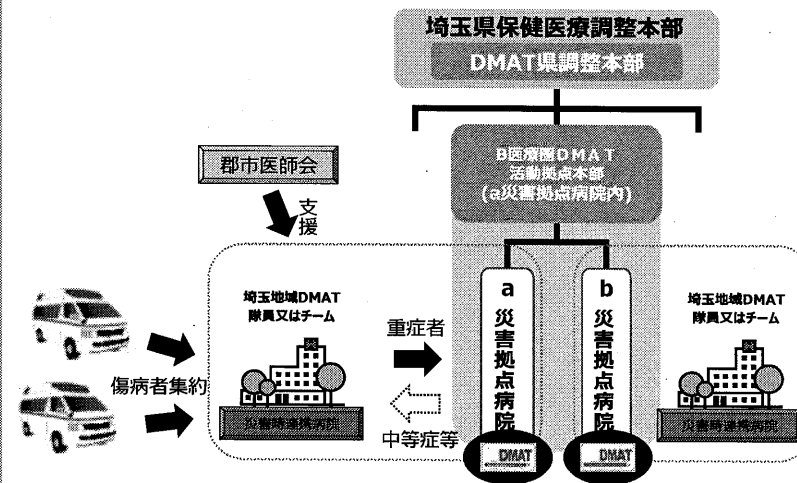 埼玉県保健医療調整本部
DMAT県調整本部
B医療圏DMAT
活動拠点本部
(a災害拠点病院内)
郡市医師会
支援
埼玉地域DMAT
隊員又はチーム
災害時連携病院
傷病者集約
重症者
中等症等
a災害拠点病院
DMAT
b災害拠点病院
DMAT
埼玉地域DMAT
隊員又はチーム
災害時連携病院